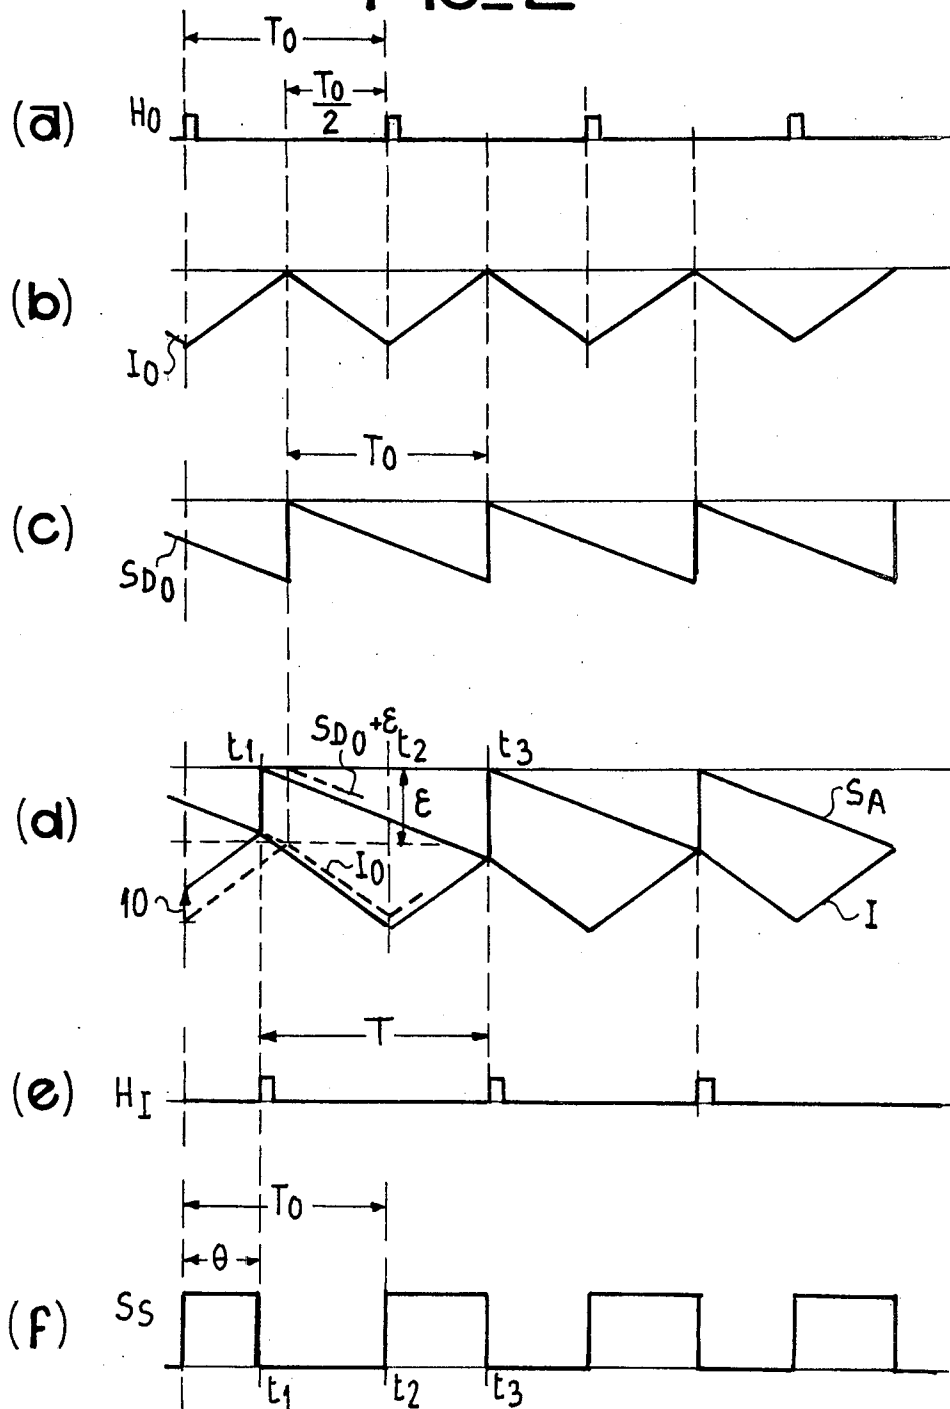 T0
(a) H0 T0/2
(b)
I0
T0
(c)
SD0
t1 SD0+ε t2 t3
(d) ε SA
I0
10 I
T
(e) HI
T0
θ
(f) SS
t1 t2 t3